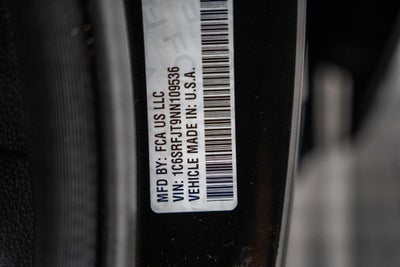 MFD BY: FCA US LLC
VIN: 1C6SRFJT9NN109536
VEHICLE MADE IN: U.S.A.